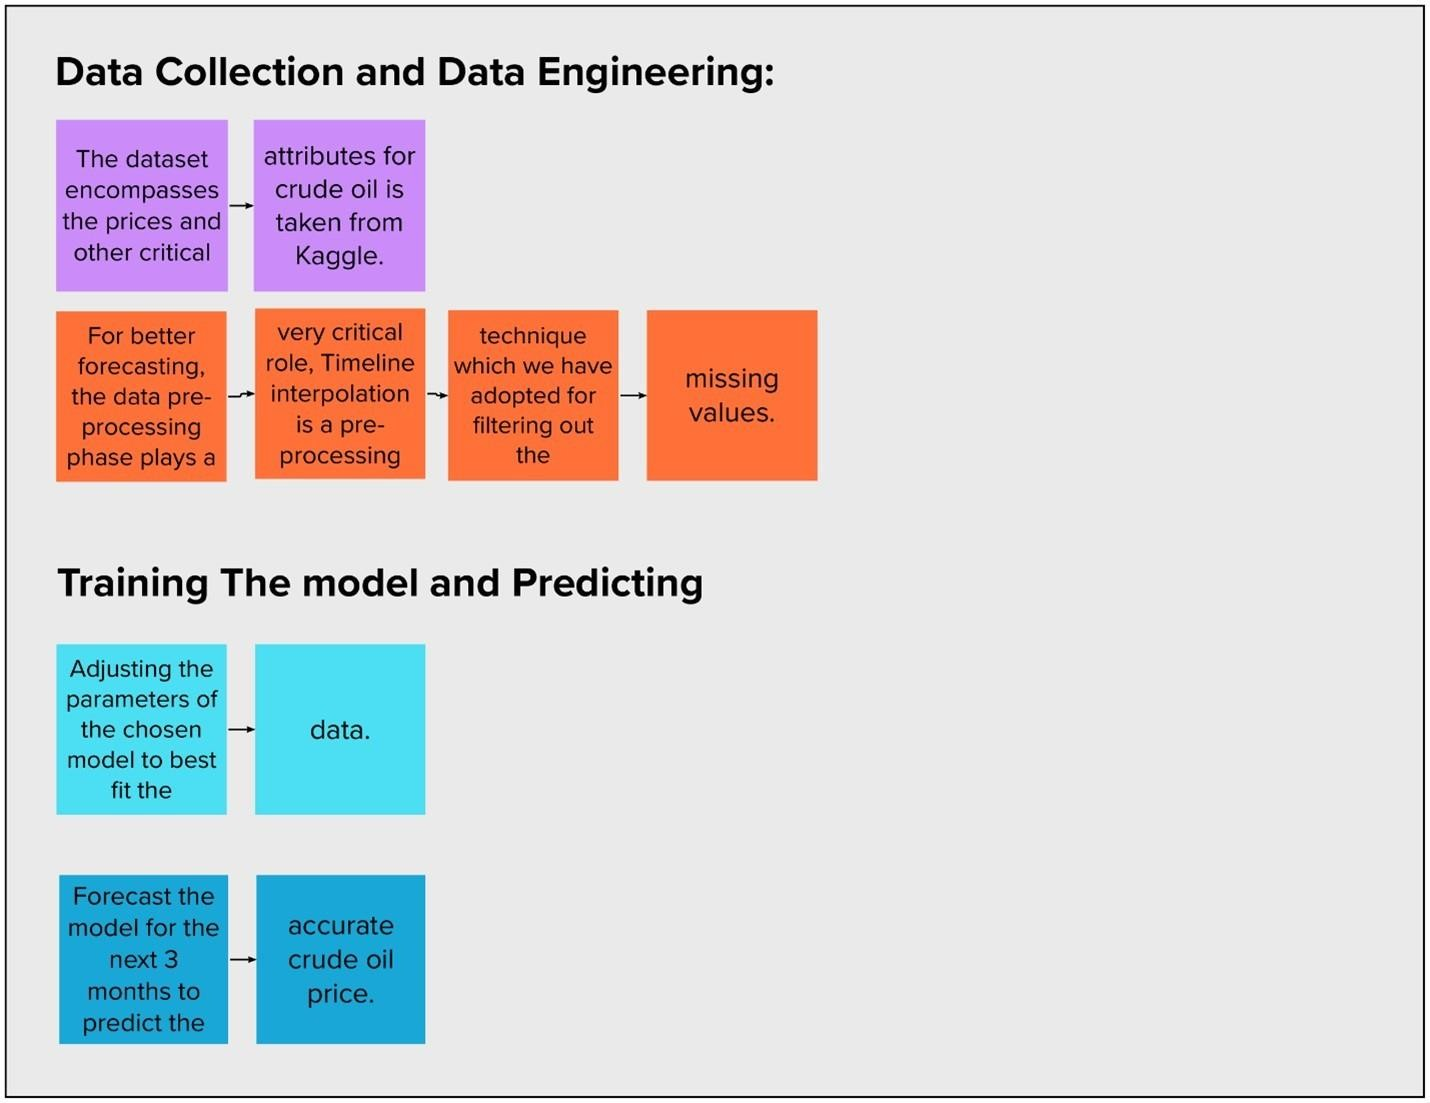 Data Collection and Data Engineering:
The dataset
encompasses
the prices and
other critical
attributes for
crude oil is
taken from
Kaggle.
For better
forecasting,
the data pre-
processing
phase plays a
very critical
role, Timeline
interpolation
is a pre-
processing
technique
which we have
adopted for
filtering out
the
missing
values.
Training The model and Predicting
Adjusting the
parameters of
the chosen
model to best
fit the
data.
Forecast the
model for the
next 3
months to
predict the
accurate
crude oil
price.